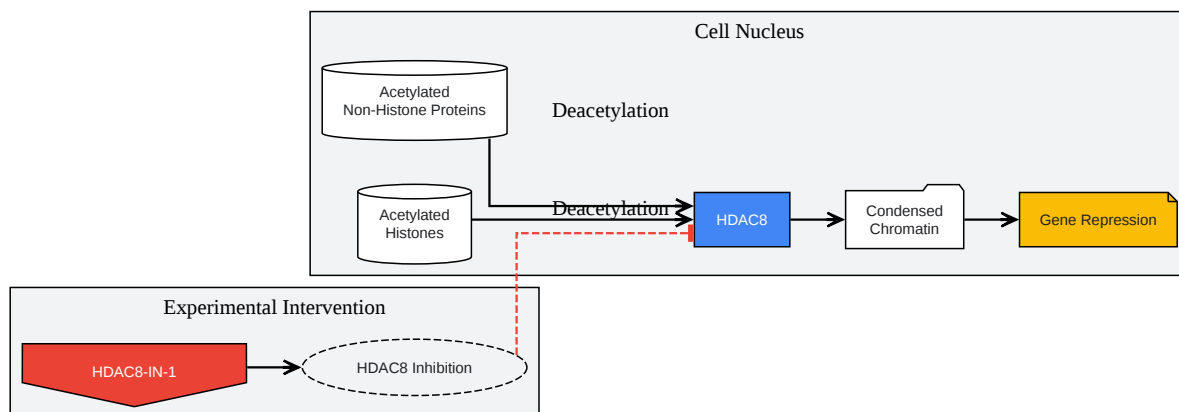 Cell Nucleus
Acetylated
Non-Histone Proteins
Deacetylation
Acetylated
Histones
Deacetylation
HDAC8
Condensed
Chromatin
Gene Repression
Experimental Intervention
HDAC8-IN-1
HDAC8 Inhibition